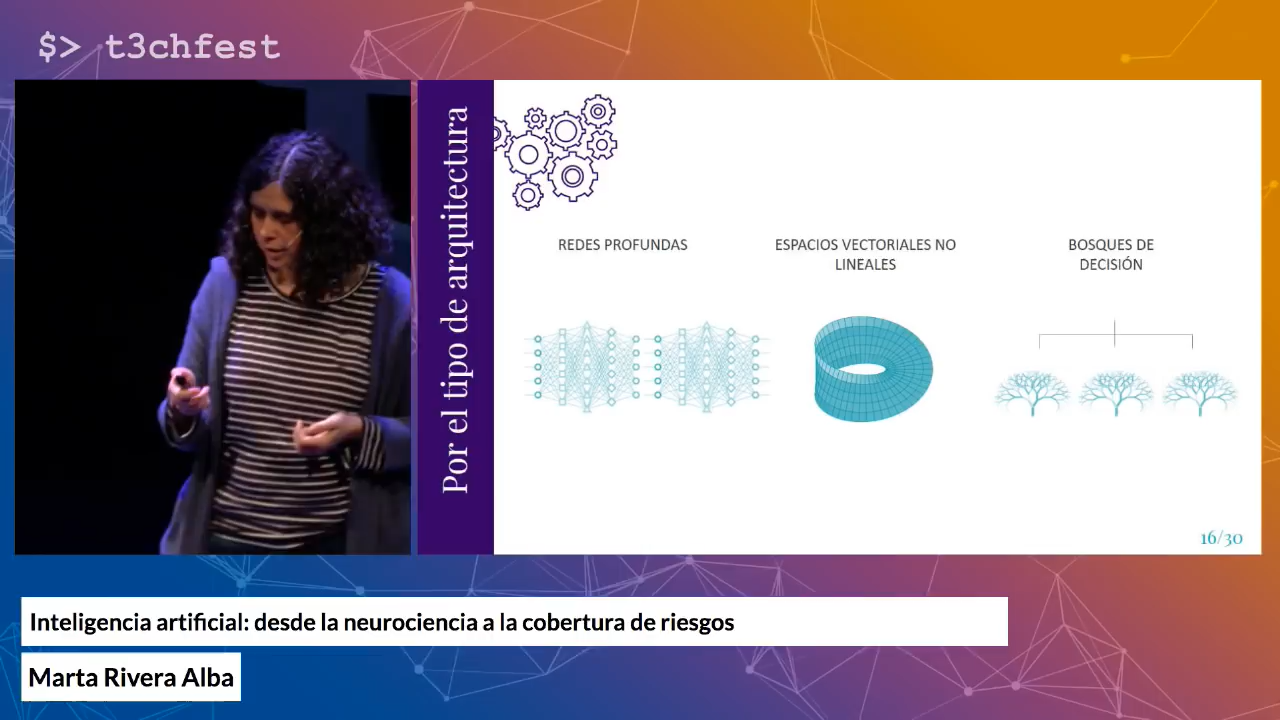 $> t3chfest
Por el tipo de arquitectura
REDES PROFUNDAS
ESPACIOS VECTORIALES NO
LINEALES
BOSQUES DE
DECISIÓN
16/30
Inteligencia artificial: desde la neurociencia a la cobertura de riesgos
Marta Rivera Alba